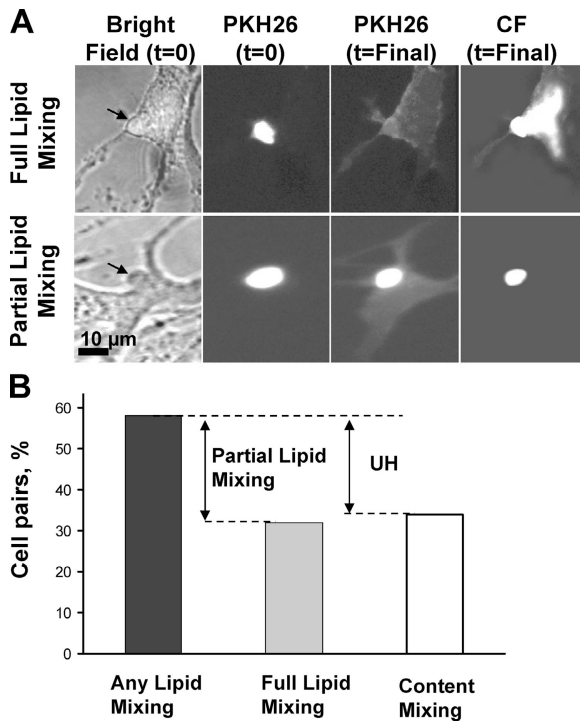 A
Bright
Field (t=0)
PKH26
(t=0)
PKH26
(t=Final)
CF
(t=Final)
Full Lipid
Mixing
Partial Lipid
Mixing
10 µm
B
Cell pairs, %
60
50
40
30
20
10
0
Partial Lipid
Mixing
UH
Any Lipid
Mixing
Full Lipid
Mixing
Content
Mixing